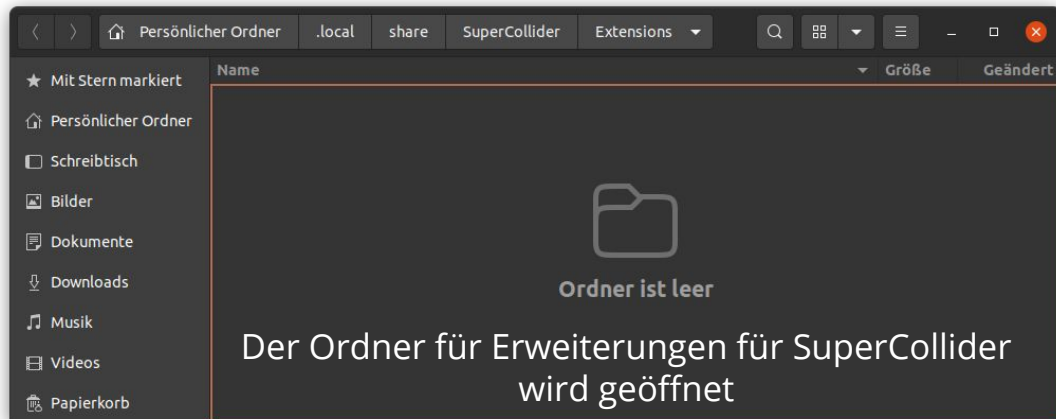 Persönlicher Ordner .local share SuperCollider Extensions
Name Größe Geändert
Mit Stern markiert
Persönlicher Ordner
Schreibtisch
Bilder
Dokumente
Downloads
Musik
Videos
Papierkorb
Ordner ist leer
Der Ordner für Erweiterungen für SuperCollider
wird geöffnet